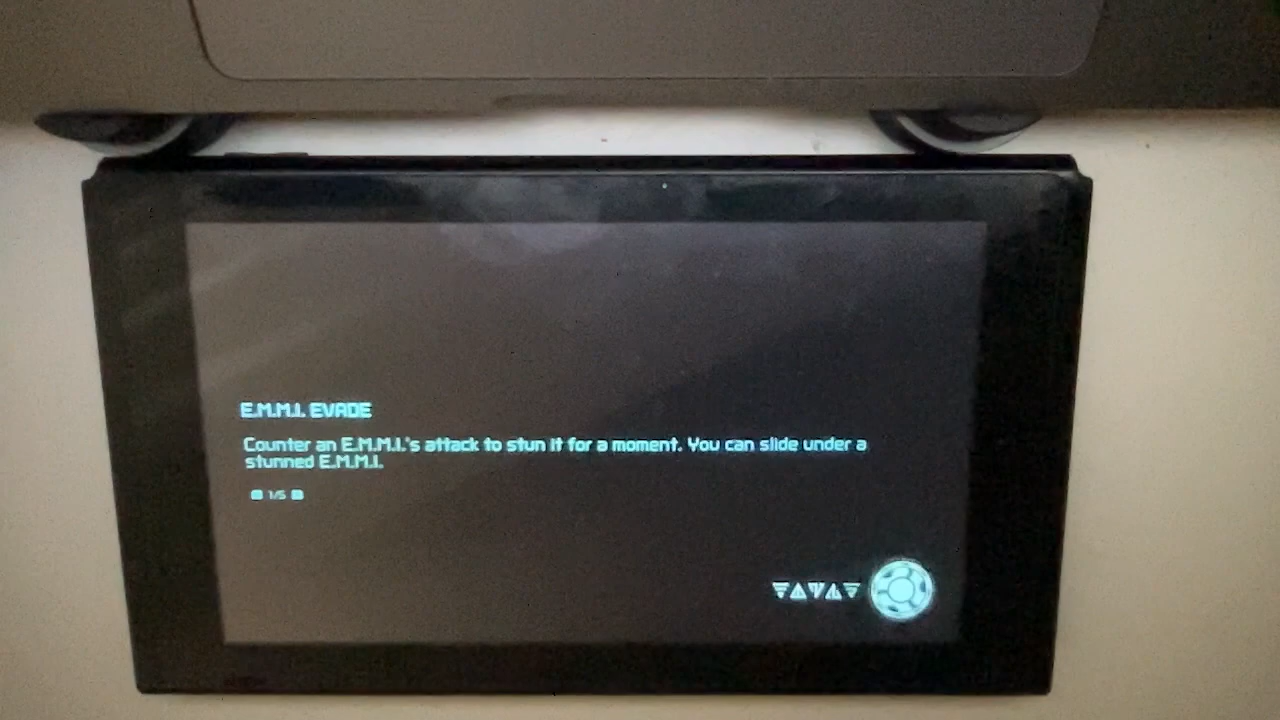 E.M.M.I. EVADE
Counter an E.M.M.I.'s attack to stun it for a moment. You can slide under a
stunned E.M.M.I.
1/5